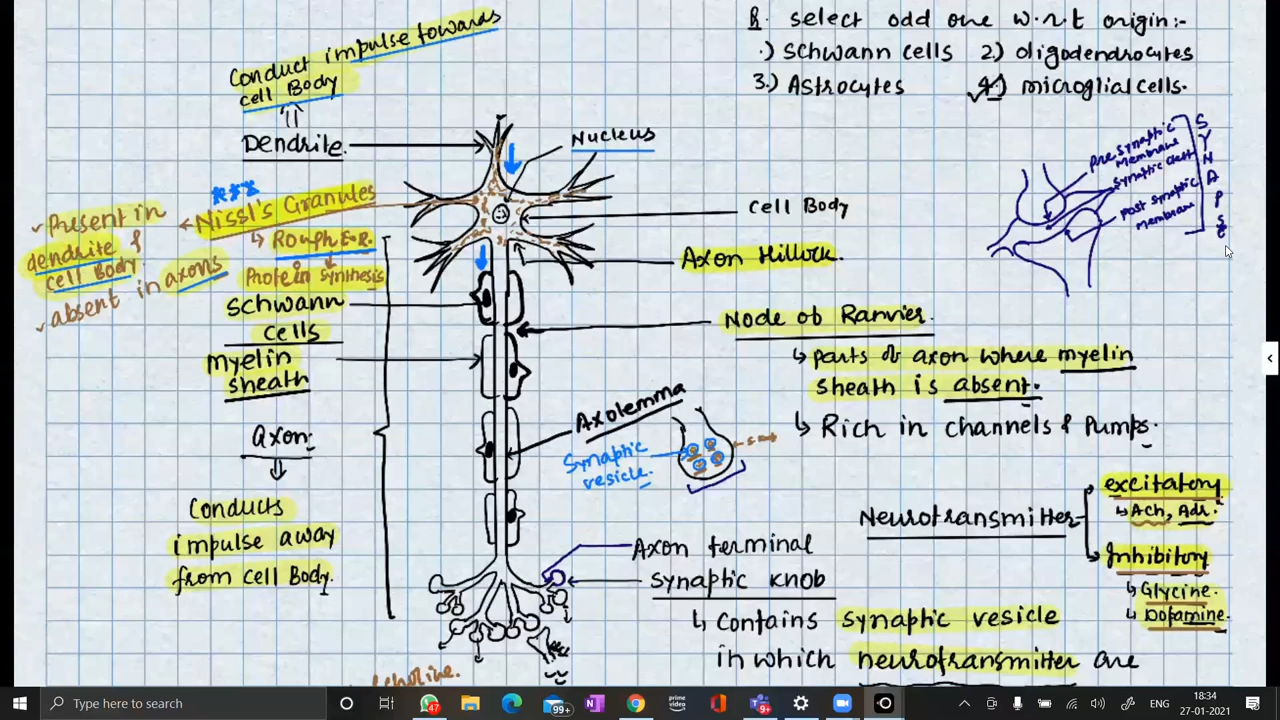 Conduct impulse towards
cell Body
Dendrite
Nissl's Granules
Rough E.R.
Protein synthesis
Present in
dendrite &
cell Body.
absent in axons
Schwann
cells
myelin
sheath
axon
Conducts
impulse away
from cell Body.
Q. select odd one w.r.t origin:-
1) Schwann cells 2) oligodendrocytes
3.) Astrocytes 4) microglial cells.
Nucleus
Cell Body
Axon Hillock
Node of Ranvier
parts of axon where myelin
sheath is absent.
Rich in channels & Pumps.
Axolemma
Synaptic
vesicle.
Pre synaptic
membrane
synaptic cleft
post synaptic
membrane
SYNAPSE
Neurotransmitter
excitatory
Ach, Adr.
Inhibitory
Glycine.
Dopamine.
Axon terminal
synaptic knob
Contains synaptic vesicle
in which neurotransmitter are
Type here to search
47
99+
9+
prime video
ENG
18:34
27-01-2021